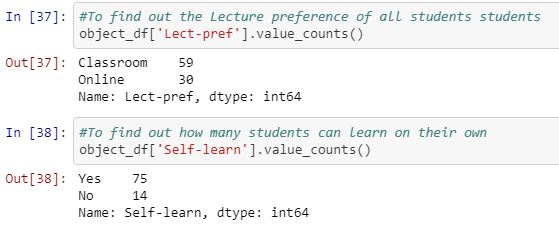 In [37]: #To find out the Lecture preference of all students students
object_df['Lect-pref'].value_counts()
Out[37]: Classroom    59
Online       30
Name: Lect-pref, dtype: int64
In [38]: #To find out how many students can learn on their own
object_df['Self-learn'].value_counts()
Out[38]: Yes    75
No     14
Name: Self-learn, dtype: int64